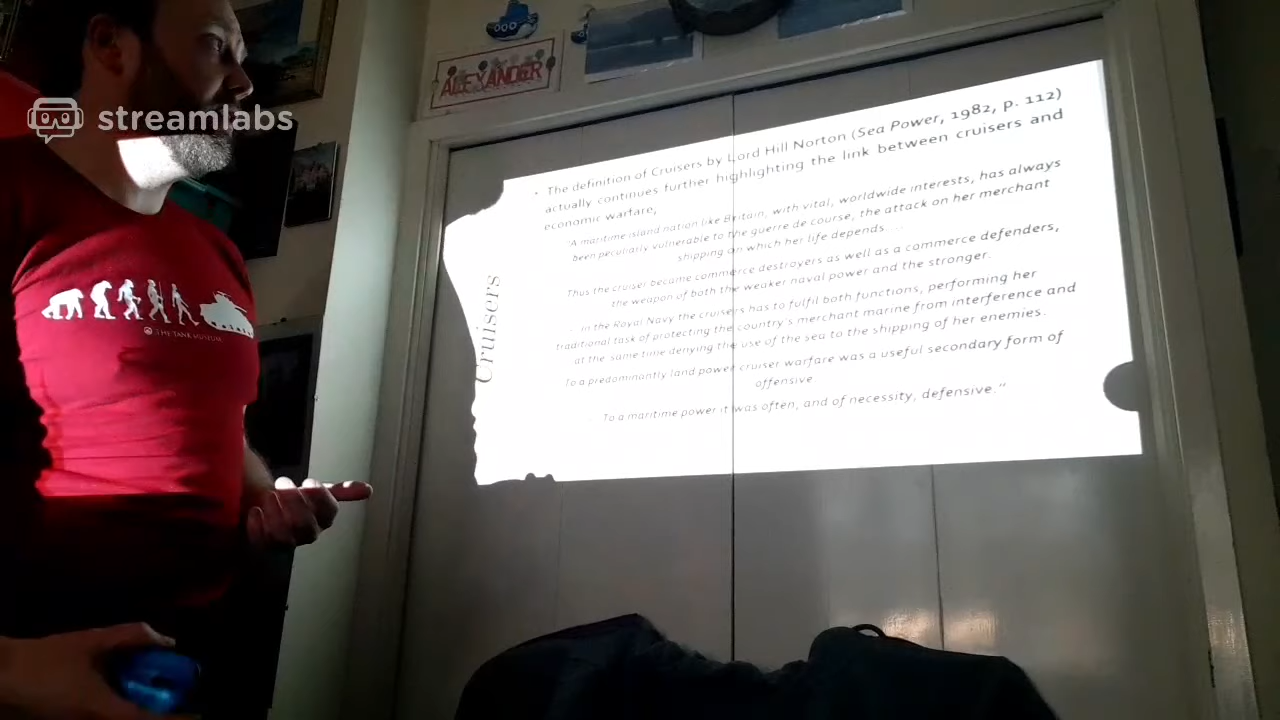 streamlabs
ALEXANDER
THE TANK MUSEUM
Cruisers
The definition of Cruisers by Lord Hill Norton (Sea Power, 1982, p. 112)
actually continues further highlighting the link between cruisers and
economic warfare;
"A maritime island nation like Britain, with vital, worldwide interests, has always
been peculiarly vulnerable to the guerre de course, the attack on her merchant
shipping on which her life depends....
Thus the cruiser became commerce destroyers as well as a commerce defenders,
the weapon of both the weaker naval power and the stronger.
in the Royal Navy the cruisers has to fulfil both functions, performing her
traditional task of protecting the country's merchant marine from interference and
at the same time denying the use of the sea to the shipping of her enemies.
To a predominantly land power cruiser warfare was a useful secondary form of
offensive
To a maritime power it was often, and of necessity, defensive."